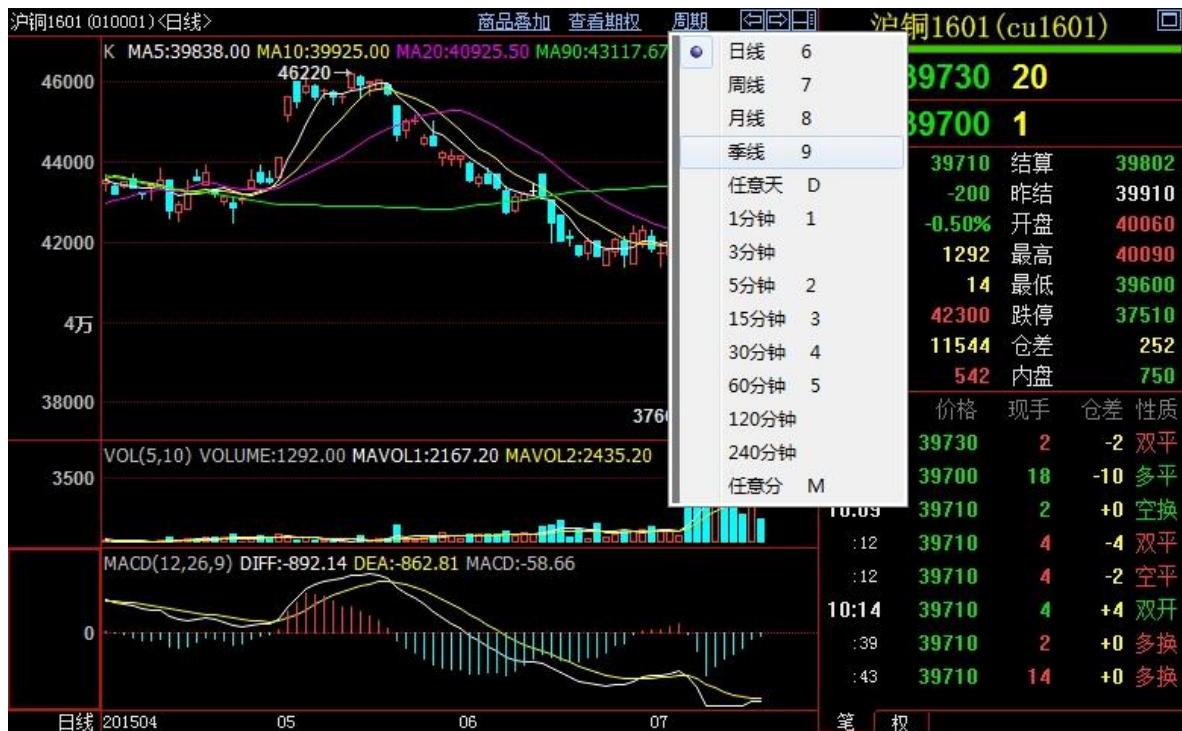 沪铜1601 (010001)<日线>
商品叠加 查看期权 周期
K MA5:39838.00 MA10:39925.00 MA20:40925.50 MA90:43117.67
46220
46000
44000
42000
4万
38000
3760
VOL(5,10) VOLUME:1292.00 MAVOL1:2167.20 MAVOL2:2435.20
3500
MACD(12,26,9) DIFF:-892.14 DEA:-862.81 MACD:-58.66
0
日线 201504 05 06 07
日线 6
周线 7
月线 8
季线 9
任意天 D
1分钟 1
3分钟
5分钟 2
15分钟 3
30分钟 4
60分钟 5
120分钟
240分钟
任意分 M
沪铜1601(cu1601)
39730 20
39700 1
39710 结算 39802
-200 昨结 39910
-0.50% 开盘 40060
1292 最高 40090
14 最低 39600
42300 跌停 37510
11544 仓差 252
542 内盘 750
价格 现手 仓差 性质
39730 2 -2 双平
39700 18 -10 多平
10:09 39710 2 +0 空换
:12 39710 4 -4 双平
:12 39710 4 -2 空平
10:14 39710 4 +4 双开
:39 39710 2 +0 多换
:43 39710 14 +0 多换
笔 权